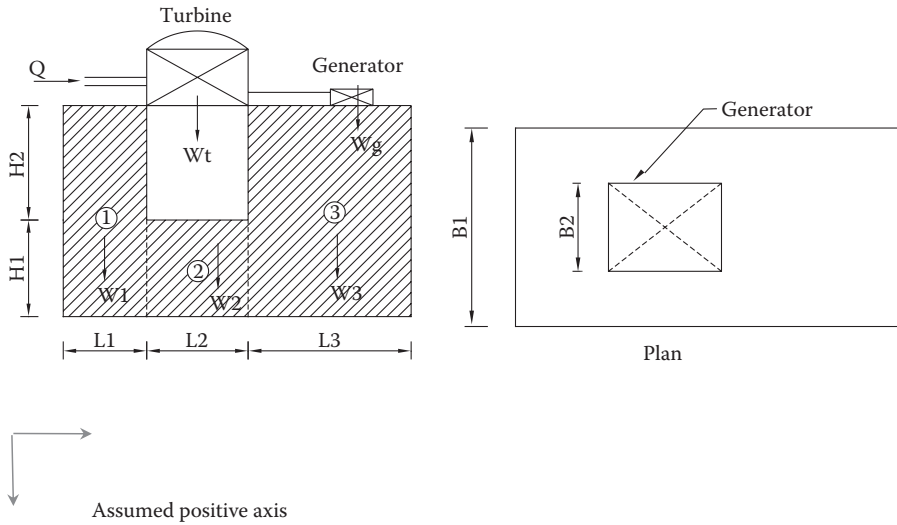 Turbine
Q
Generator
Wt
Wg
H2
H1
1
2
3
W1
W2
W3
L1
L2
L3
Generator
B1
B2
Plan
Assumed positive axis